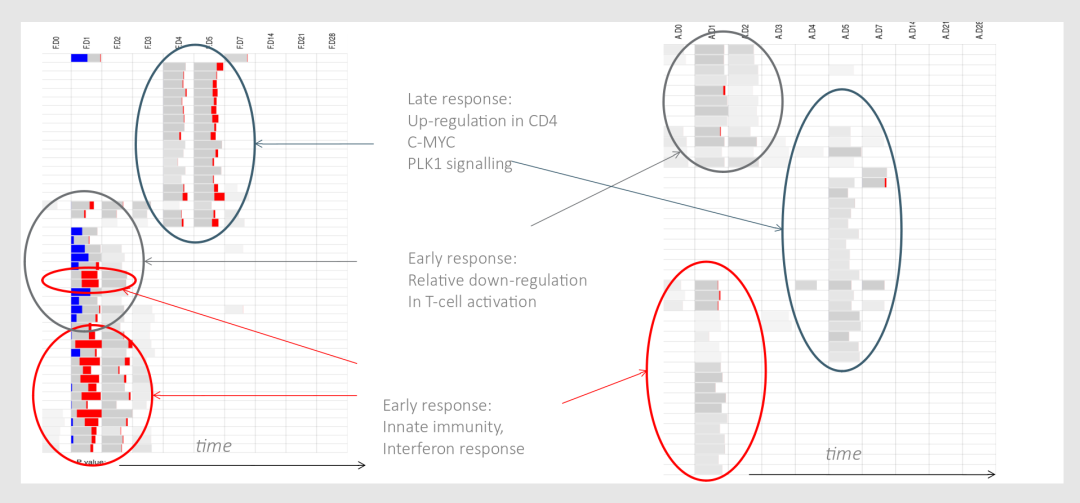 F.D0 F.D1 F.D2 F.D3 F.D4 F.D5 F.D7 F.D14 F.D21 F.D28
A.D0 A.D1 A.D2 A.D3 A.D4 A.D5 A.D7 A.D14 A.D21 A.D28
Late response:
Up-regulation in CD4
C-MYC
PLK1 signalling
Early response:
Relative down-regulation
In T-cell activation
Early response:
Innate immunity,
Interferon response
time
time
P value